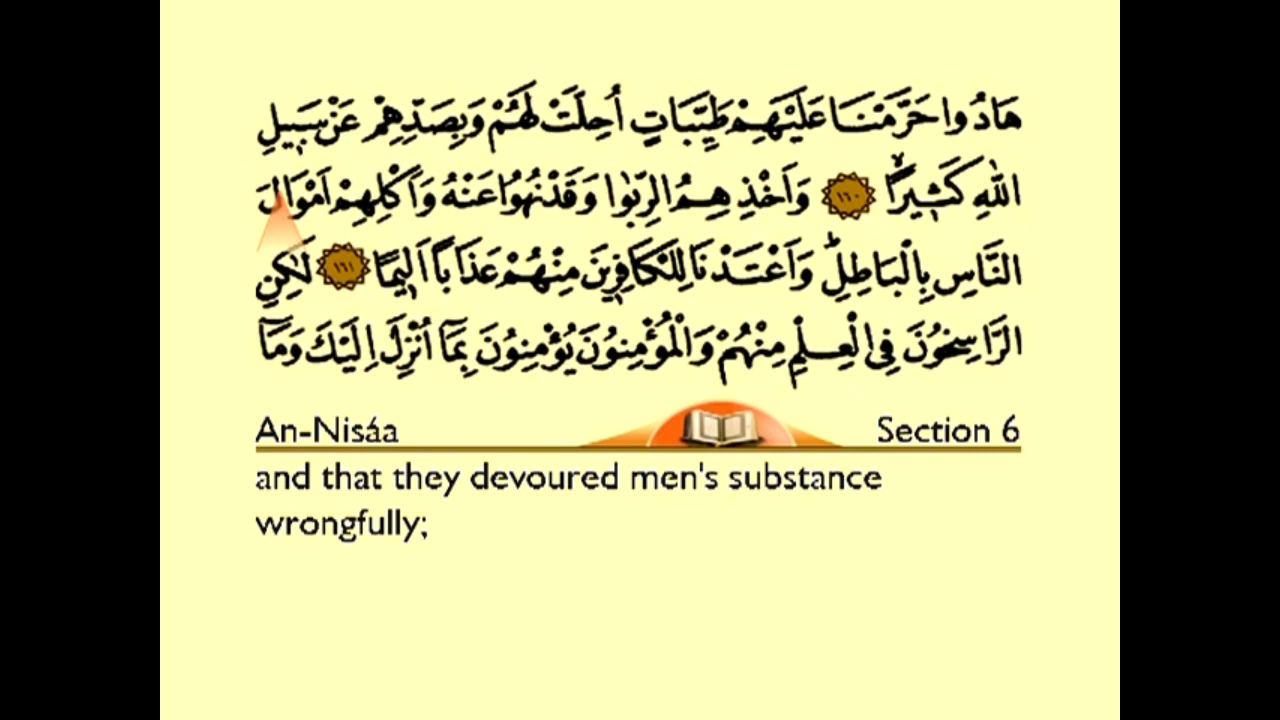 هَادُوا حَرَّمْنَا عَلَيْهِمْ طَيِّبَاتٍ أُحِلَّتْ لَهُمْ وَبِصَدِّهِمْ عَنْ سَبِيلِ
اللّٰهِ كَثِيرًاۙ ١٦٠ وَاَخْذِهِمُ الرِّبٰوا وَقَدْ نُهُوا عَنْهُ وَاَكْلِهِمْ اَمْوَالَ
النَّاسِ بِالْبَاطِلِۜ وَاَعْتَدْنَا لِلْكَافِرِينَ مِنْهُمْ عَذَابًا اَلِيمًا ١٦١ لٰكِنِ
الرَّاسِخُونَ فِي الْعِلْمِ مِنْهُمْ وَالْمُؤْمِنُونَ يُؤْمِنُونَ بِمَٓا اُنْزِلَ اِلَيْكَ وَمَٓا
An-Nisáa Section 6
and that they devoured men's substance
wrongfully;